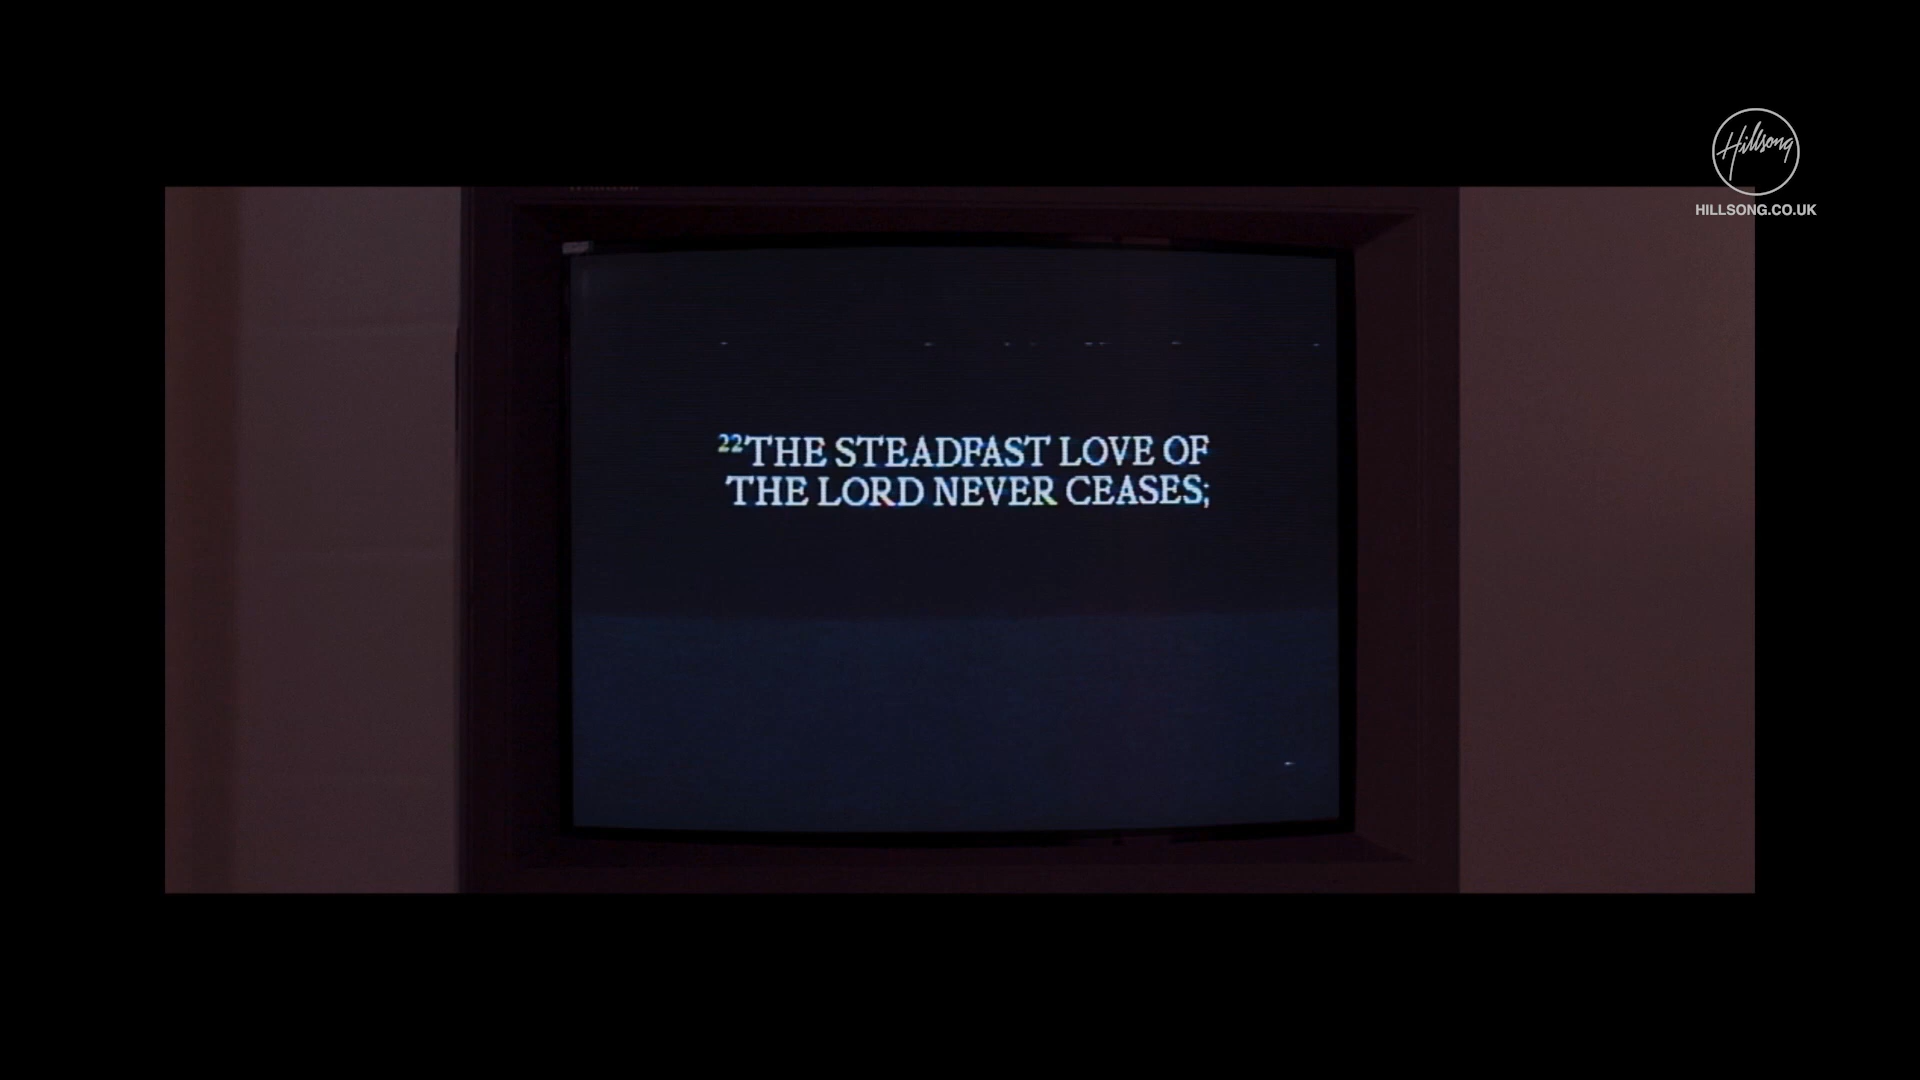 Hillsong
HILLSONG.CO.UK
²²THE STEADFAST LOVE OF
THE LORD NEVER CEASES;